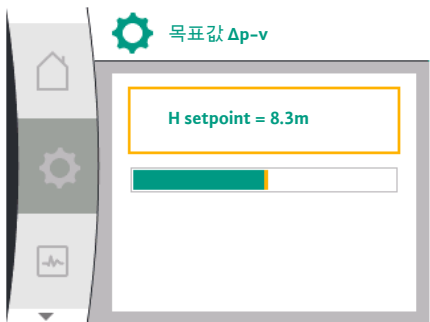 목표값 Δp-v
H setpoint = 8.3m